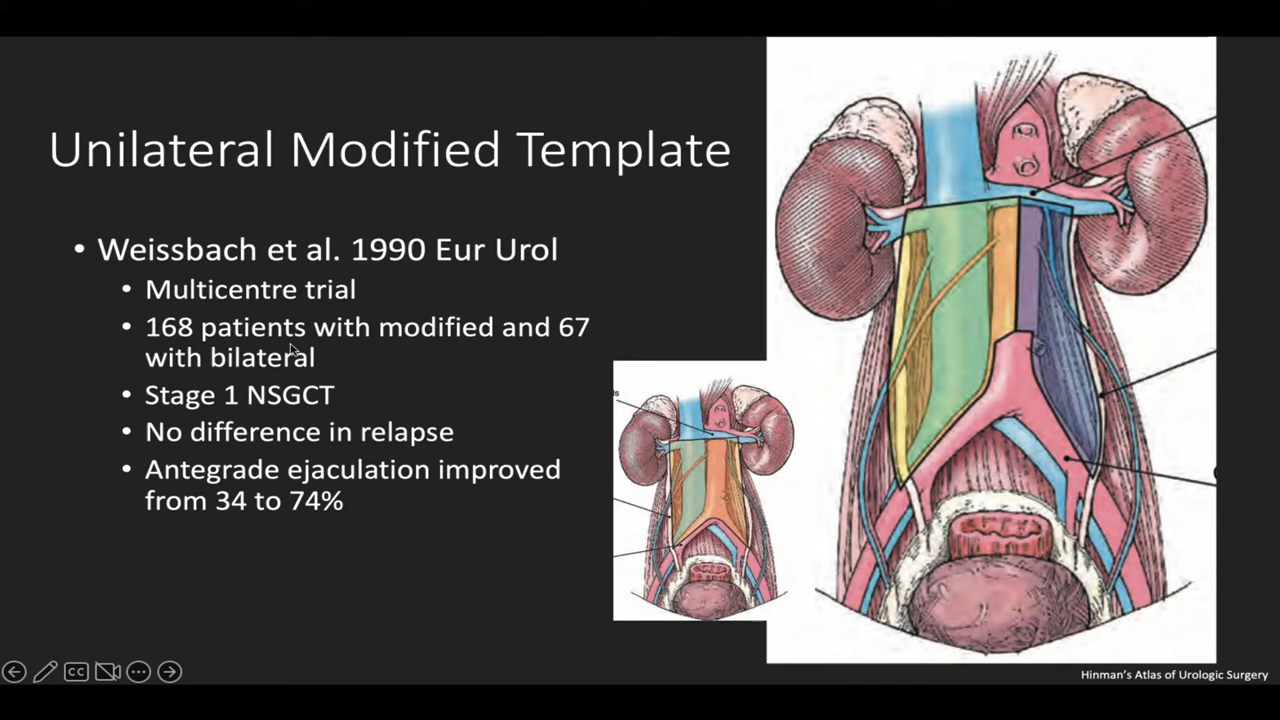 Unilateral Modified Template
• Weissbach et al. 1990 Eur Urol
• Multicentre trial
• 168 patients with modified and 67
with bilateral
• Stage 1 NSGCT
• No difference in relapse
• Antegrade ejaculation improved
from 34 to 74%
CC
Hinman's Atlas of Urologic Surgery